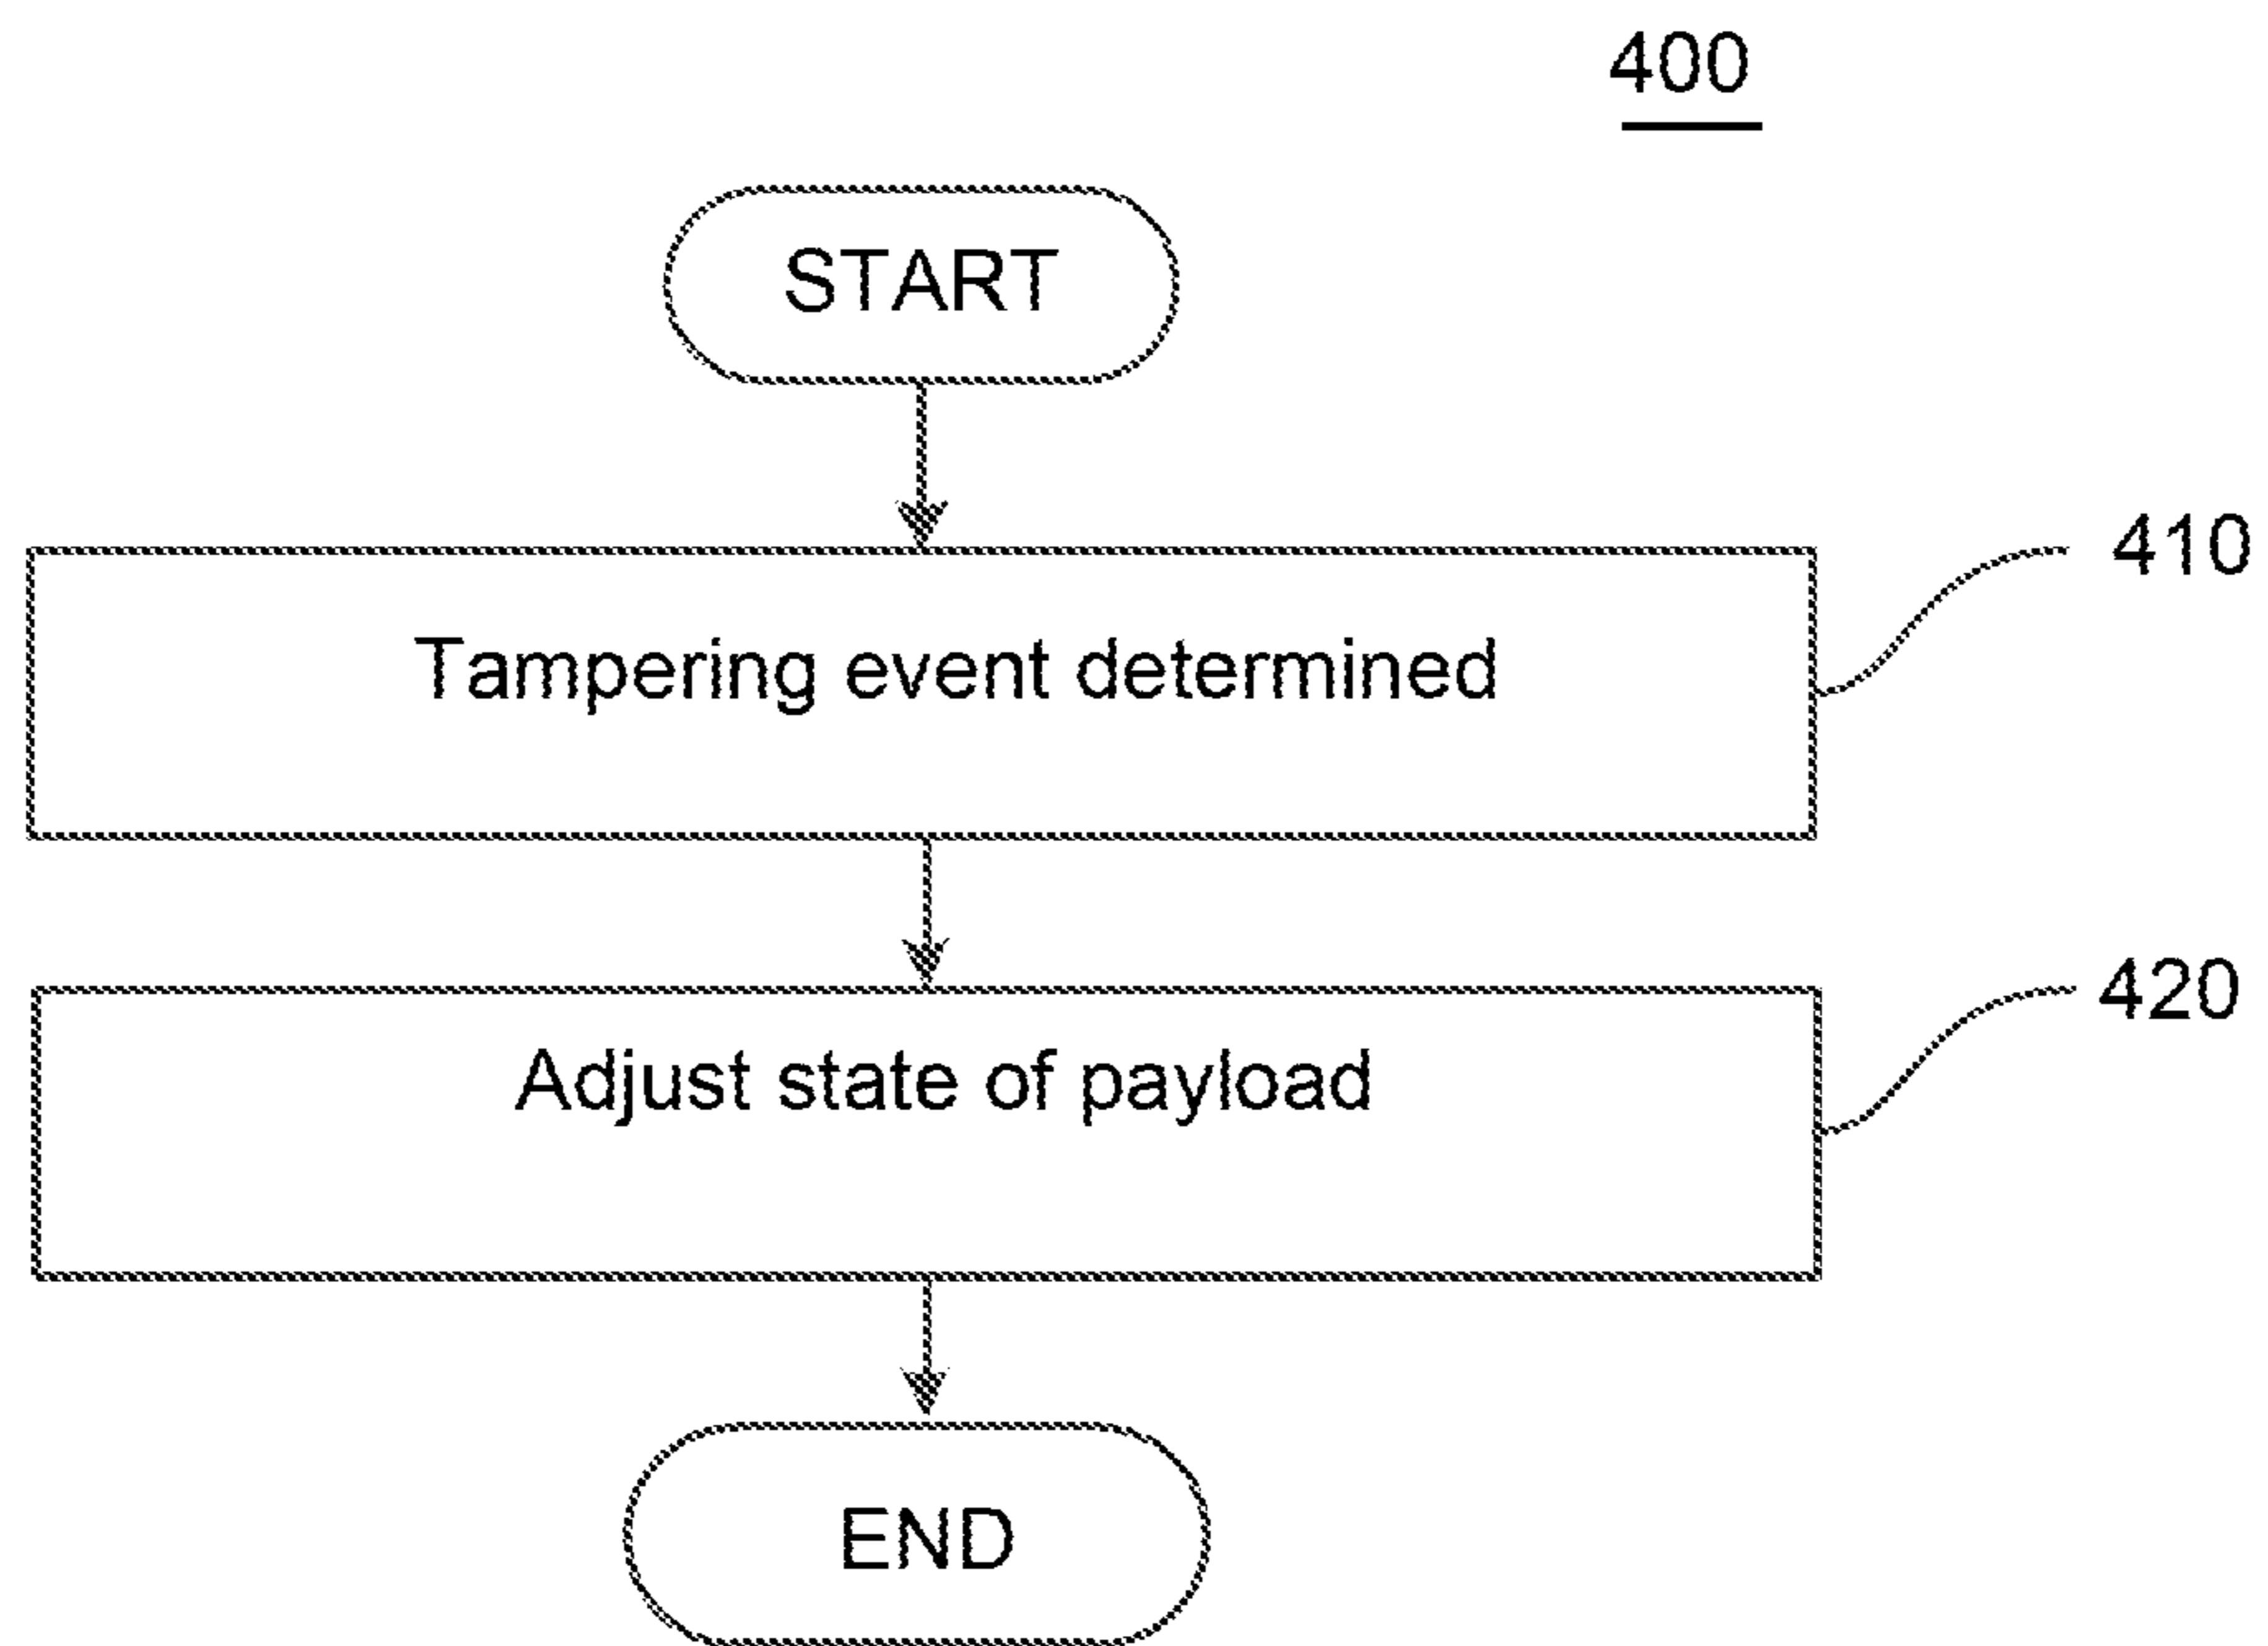 400
START
Tampering event determined
410
Adjust state of payload
420
END